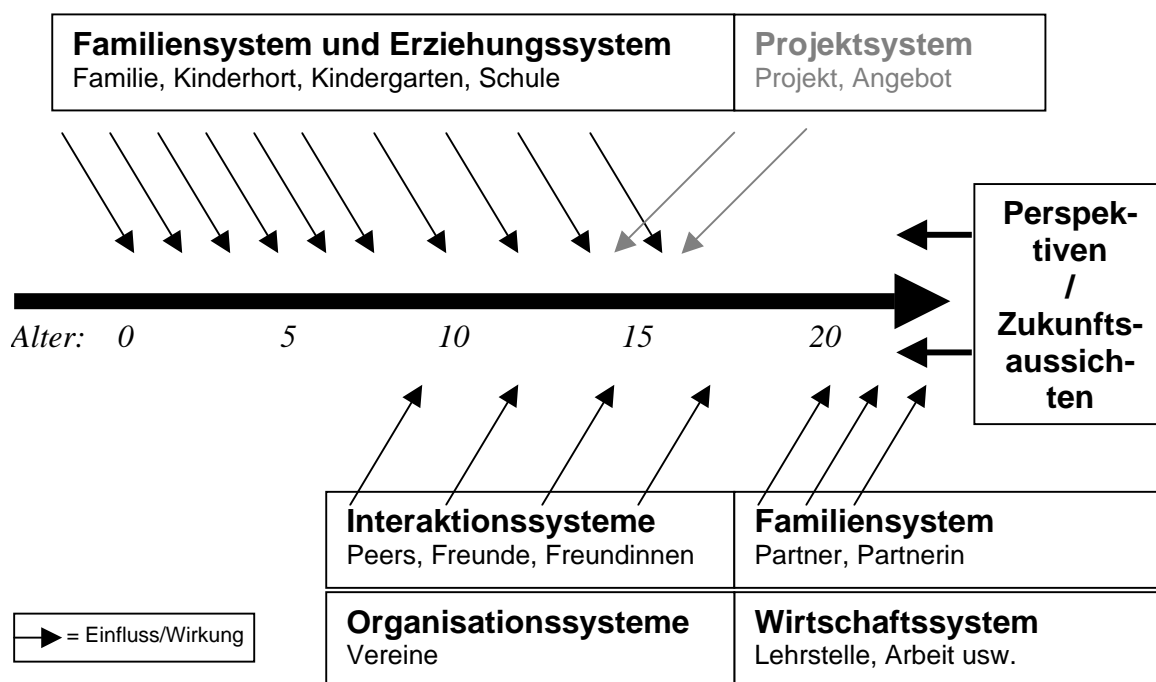 Familiensystem und Erziehungssystem
Familie, Kinderhort, Kindergarten, Schule
Projektsystem
Projekt, Angebot
Perspek-
tiven
/
Zukunfts-
aussich-
ten
Alter: 0 5 10 15 20
Interaktionssysteme
Peers, Freunde, Freundinnen
Familiensystem
Partner, Partnerin
Organisationssysteme
Vereine
Wirtschaftssystem
Lehrstelle, Arbeit usw.
= Einfluss/Wirkung